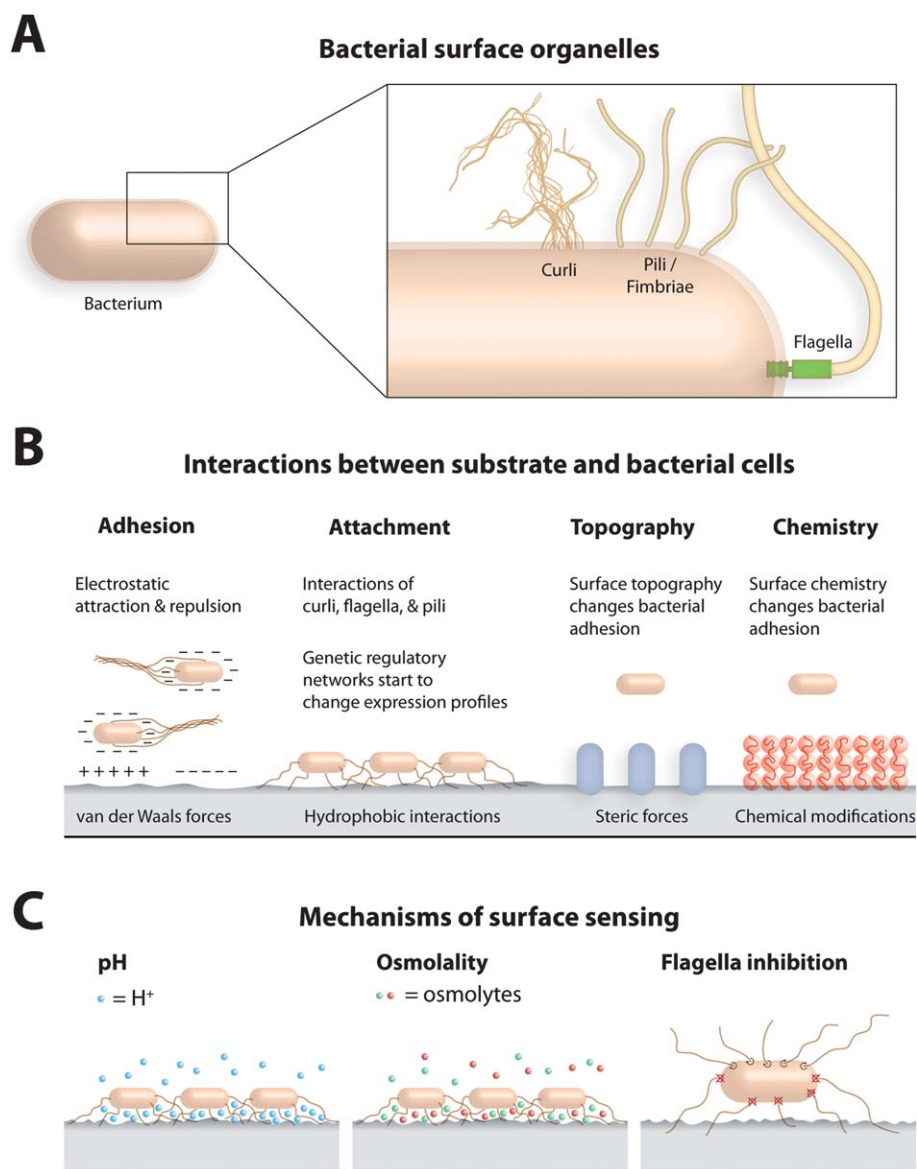 A
Bacterial surface organelles
Bacterium
Curli
Pili /
Fimbriae
Flagella
B
Interactions between substrate and bacterial cells
Adhesion
Electrostatic
attraction & repulsion
+ + + + +
– – – – –
van der Waals forces
Attachment
Interactions of
curli, flagella, & pili
Genetic regulatory
networks start to
change expression profiles
Hydrophobic interactions
Topography
Surface topography
changes bacterial
adhesion
Steric forces
Chemistry
Surface chemistry
changes bacterial
adhesion
Chemical modifications
C
Mechanisms of surface sensing
pH
= H⁺
Osmolality
= osmolytes
Flagella inhibition